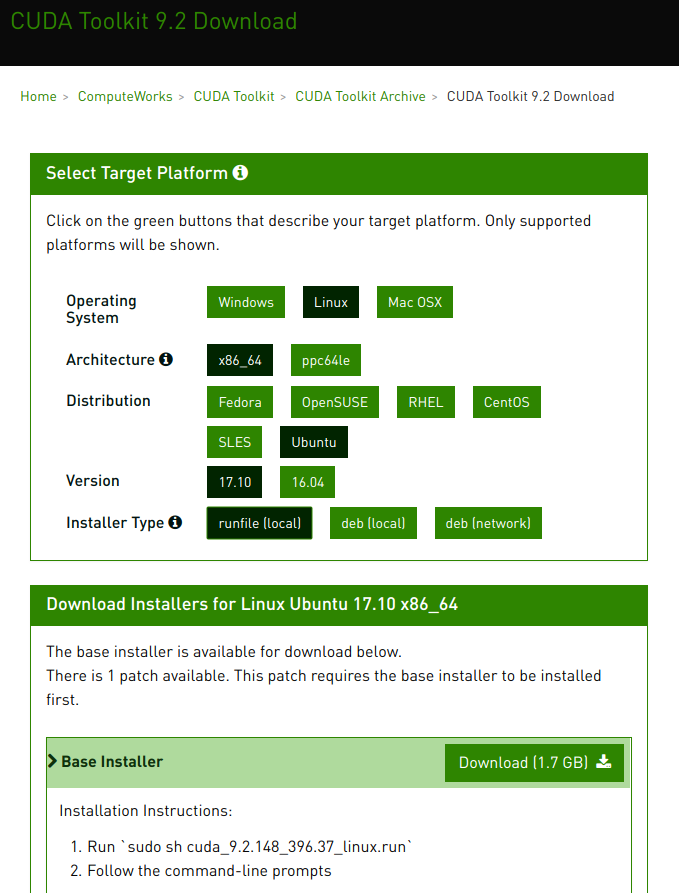 CUDA Toolkit 9.2 Download
Home > ComputeWorks > CUDA Toolkit > CUDA Toolkit Archive > CUDA Toolkit 9.2 Download
Select Target Platform
Click on the green buttons that describe your target platform. Only supported
platforms will be shown.
Operating
System
Windows Linux Mac OSX
Architecture x86_64 ppc64le
Distribution Fedora OpenSUSE RHEL CentOS
SLES Ubuntu
Version 17.10 16.04
Installer Type runfile (local) deb (local) deb (network)
Download Installers for Linux Ubuntu 17.10 x86_64
The base installer is available for download below.
There is 1 patch available. This patch requires the base installer to be installed
first.
Base Installer Download (1.7 GB)
Installation Instructions:
1. Run `sudo sh cuda_9.2.148_396.37_linux.run`
2. Follow the command-line prompts